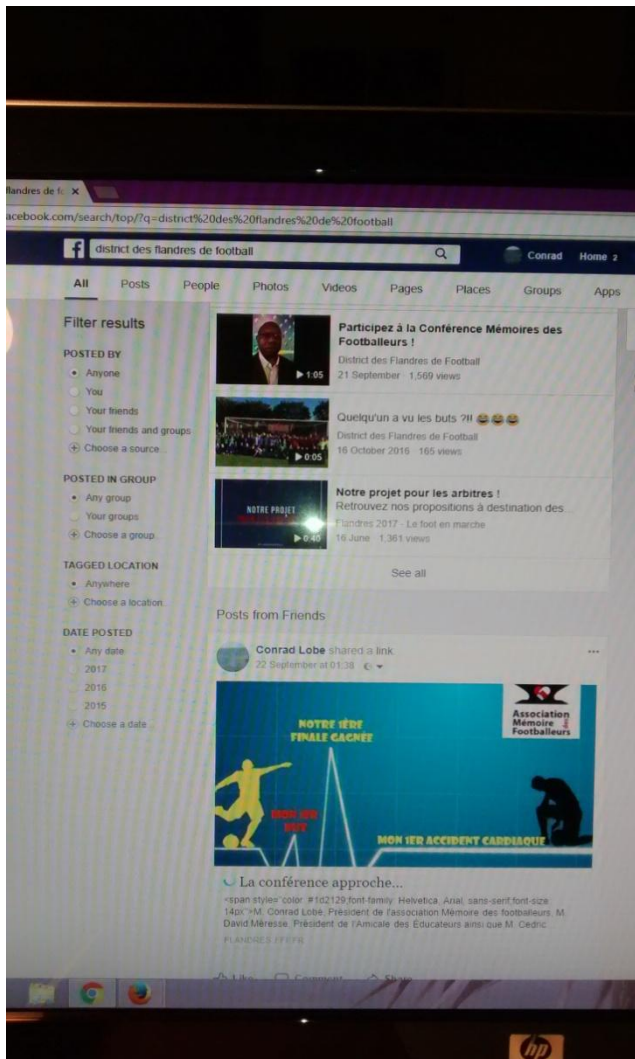 flandres de fc ×
acebook.com/search/top/?q=district%20des%20flandres%20de%20football
f district des flandres de football Conrad Home 2
All Posts People Photos Videos Pages Places Groups Apps
Filter results
POSTED BY
Anyone
You
Your friends
Your friends and groups
Choose a source...
POSTED IN GROUP
Any group
Your groups
Choose a group...
TAGGED LOCATION
Anywhere
Choose a location...
DATE POSTED
Any date
2017
2016
2015
Choose a date...
1:05
Participez à la Conférence Mémoires des
Footballeurs !
District des Flandres de Football
21 September · 1,569 views
0:05
Quelqu'un a vu les buts ?!! 😂😂😂
District des Flandres de Football
16 October 2016 · 165 views
NOTRE PROJET
0:40
Notre projet pour les arbitres !
Retrouvez nos propositions à destination des...
Flandres 2017 - Le foot en marche
16 June · 1,361 views
See all
Posts from Friends
Conrad Lobe shared a link.
22 September at 01:38
Association
Mémoire des
Footballeurs
NOTRE 1ÈRE
FINALE GAGNÉE
MON 1ER
BUT
MON 1ER ACCIDENT CARDIAQUE
La conférence approche...
<span style="color: #1d2129;font-family: Helvetica, Arial, sans-serif;font-size:
14px">M. Conrad Lobé, Président de l'association Mémoire des footballeurs, M.
David Méresse, Président de l'Amicale des Éducateurs ainsi que M. Cédric
FLANDRES.FFF.FR
Like Comment Share
hp